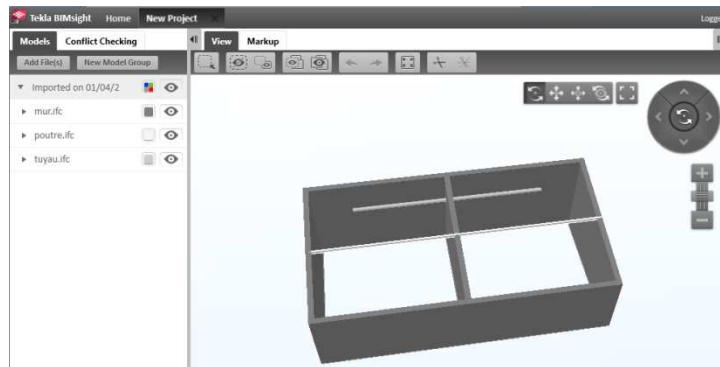 Tekla BIMsight Home New Project
Logge
Models Conflict Checking View Markup
Add File(s) New Model Group
Imported on 01/04/2
mur.ifc
poutre.ifc
tuyau.ifc